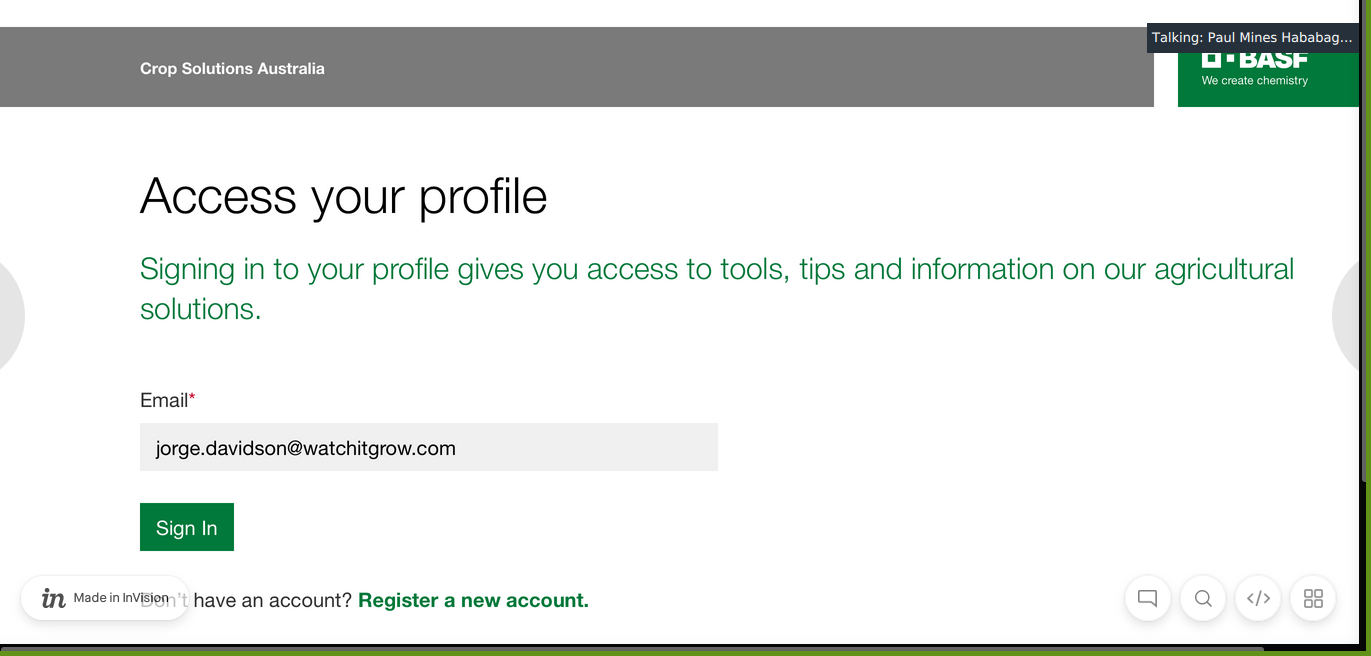 Talking: Paul Mines Hababag...
Crop Solutions Australia
BASF
We create chemistry
Access your profile
Signing in to your profile gives you access to tools, tips and information on our agricultural
solutions.
Email*
jorge.davidson@watchitgrow.com
Sign In
in Made in InVision
Don't have an account? Register a new account.